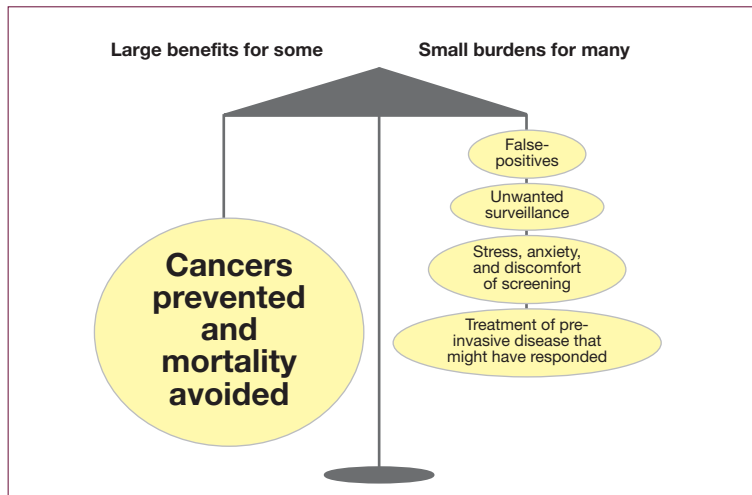 Large benefits for some
Small burdens for many
Cancers
prevented
and
mortality
avoided
False-
positives
Unwanted
surveillance
Stress, anxiety,
and discomfort
of screening
Treatment of pre-
invasive disease that
might have responded